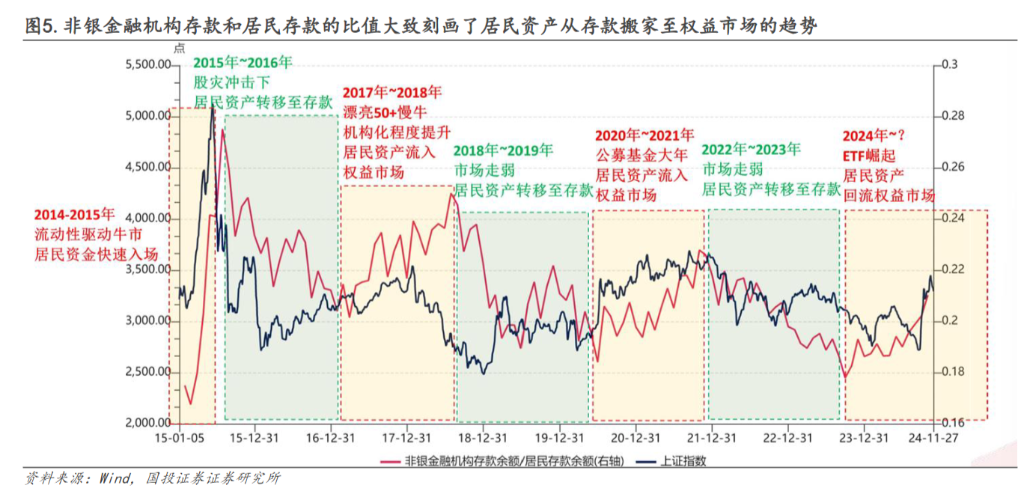 图5. 非银金融机构存款和居民存款的比值大致刻画了居民资产从存款搬家至权益市场的趋势
点
5,500.00
5,000.00
4,500.00
4,000.00
3,500.00
3,000.00
2,500.00
2,000.00
0.3
0.28
0.26
0.24
0.22
0.2
0.18
0.16
2014-2015年
流动性驱动牛市
居民资金快速入场
2015年~2016年
股灾冲击下
居民资产转移至存款
2017年~2018年
漂亮50+慢牛
机构化程度提升
居民资产流入
权益市场
2018年~2019年
市场走弱
居民资产转移至存款
2020年~2021年
公募基金大年
居民资产流入
权益市场
2022年~2023年
市场走弱
居民资产转移至存款
2024年~?
ETF崛起
居民资产
回流权益市场
15-01-05 15-12-31 16-12-31 17-12-31 18-12-31 19-12-31 20-12-31 21-12-31 22-12-31 23-12-31 24-11-27
非银金融机构存款余额/居民存款余额(右轴) 上证指数
资料来源：Wind，国投证券证券研究所